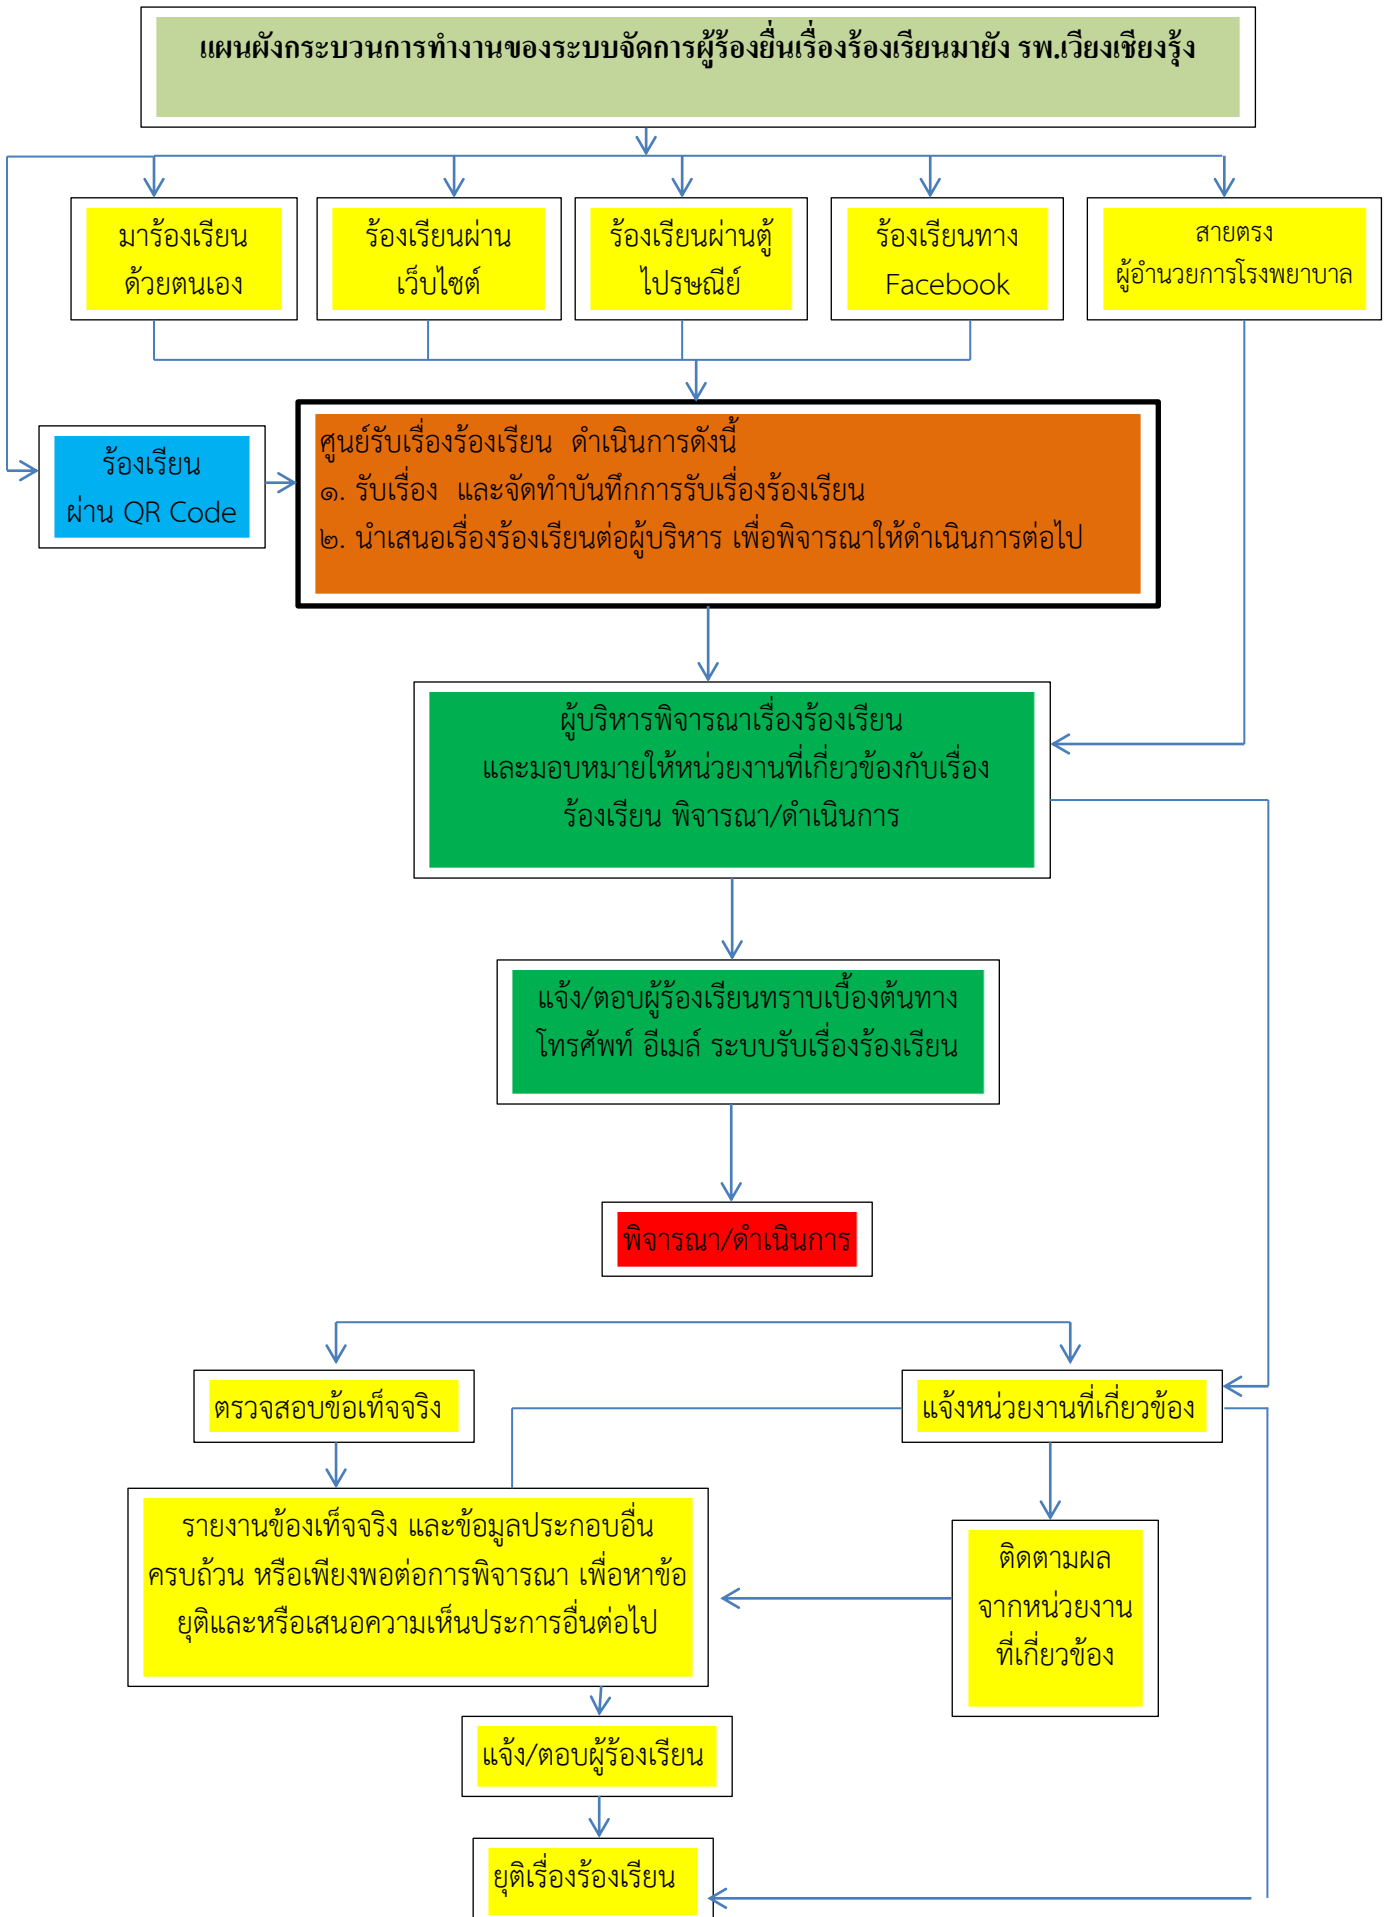 แผนผังกระบวนการทำงานของระบบจัดการผู้ร้องยื่นเรื่องร้องเรียนมายัง รพ.เวียงเชียงรุ้ง
มาร้องเรียน
ด้วยตนเอง
ร้องเรียนผ่าน
เว็บไซต์
ร้องเรียนผ่านตู้
ไปรษณีย์
ร้องเรียนทาง
Facebook
สายตรง
ผู้อำนวยการโรงพยาบาล
ร้องเรียน
ผ่าน QR Code
ศูนย์รับเรื่องร้องเรียน ดำเนินการดังนี้
๑. รับเรื่อง และจัดทำบันทึกการรับเรื่องร้องเรียน
๒. นำเสนอเรื่องร้องเรียนต่อผู้บริหาร เพื่อพิจารณาให้ดำเนินการต่อไป
ผู้บริหารพิจารณาเรื่องร้องเรียน
และมอบหมายให้หน่วยงานที่เกี่ยวข้องกับเรื่อง
ร้องเรียน พิจารณา/ดำเนินการ
แจ้ง/ตอบผู้ร้องเรียนทราบเบื้องต้นทาง
โทรศัพท์ อีเมล์ ระบบรับเรื่องร้องเรียน
พิจารณา/ดำเนินการ
ตรวจสอบข้อเท็จจริง
แจ้งหน่วยงานที่เกี่ยวข้อง
รายงานข้องเท็จจริง และข้อมูลประกอบอื่น
ครบถ้วน หรือเพียงพอต่อการพิจารณา เพื่อหาข้อ
ยุติและหรือเสนอความเห็นประการอื่นต่อไป
ติดตามผล
จากหน่วยงาน
ที่เกี่ยวข้อง
แจ้ง/ตอบผู้ร้องเรียน
ยุติเรื่องร้องเรียน